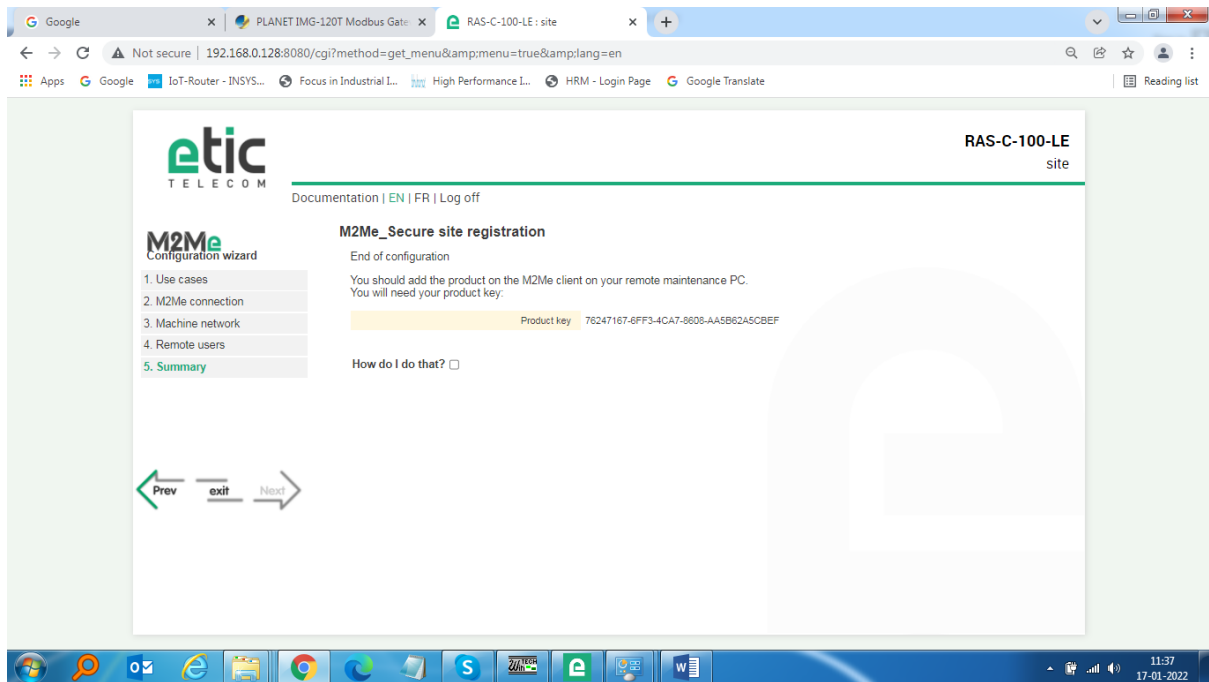 Google
PLANET IMG-120T Modbus Gate
RAS-C-100-LE : site
Not secure | 192.168.0.128:8080/cgi?method=get_menu&amp;menu=true&amp;lang=en
Apps
Google
IoT-Router - INSYS...
Focus in Industrial I...
High Performance I...
HRM - Login Page
Google Translate
Reading list
etic
TELECOM
RAS-C-100-LE
site
Documentation | EN | FR | Log off
M2Me
Configuration wizard
1. Use cases
2. M2Me connection
3. Machine network
4. Remote users
5. Summary
M2Me_Secure site registration
End of configuration
You should add the product on the M2Me client on your remote maintenance PC.
You will need your product key:
Product key 76247167-6FF3-4CA7-8608-AA5B62A5CBEF
How do I do that?
Prev
exit
Next
11:37
17-01-2022